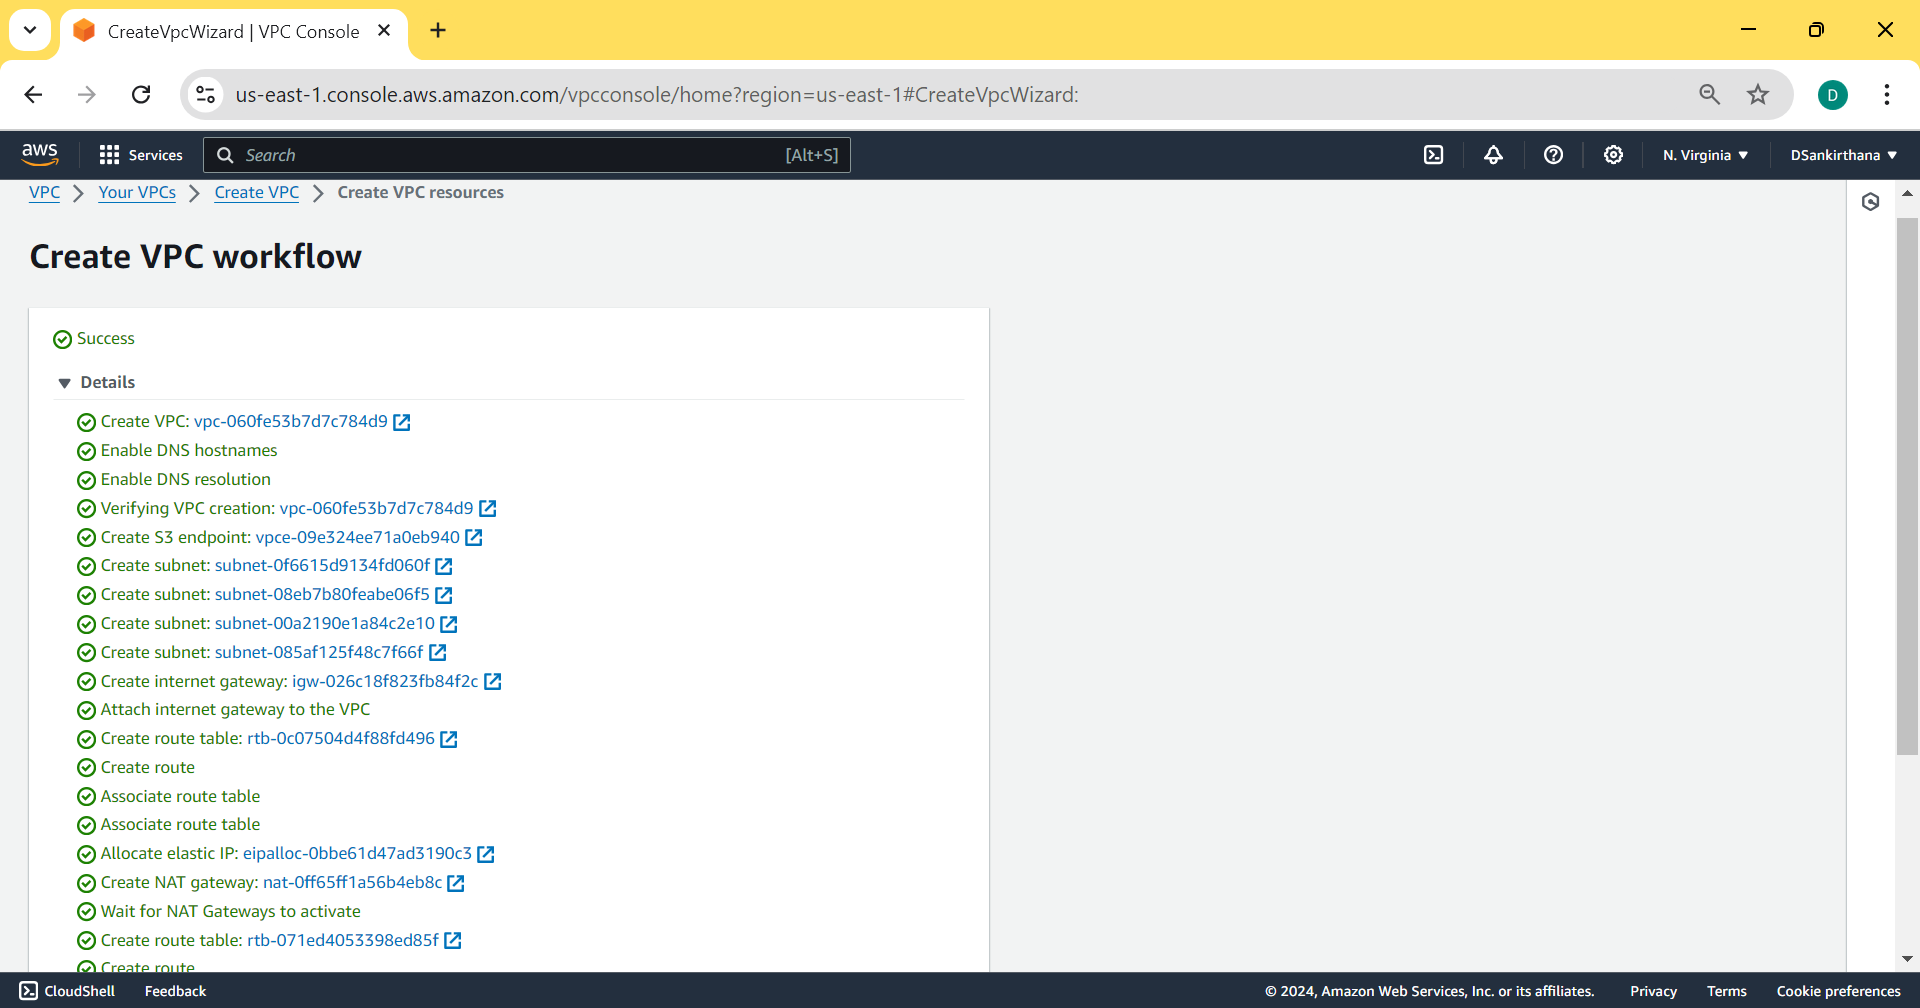 CreateVpcWizard | VPC Console
us-east-1.console.aws.amazon.com/vpcconsole/home?region=us-east-1#CreateVpcWizard:
D
aws Services Search [Alt+S] N. Virginia DSankirthana
VPC Your VPCs Create VPC Create VPC resources
Create VPC workflow
Success
Details
Create VPC: vpc-060fe53b7d7c784d9
Enable DNS hostnames
Enable DNS resolution
Verifying VPC creation: vpc-060fe53b7d7c784d9
Create S3 endpoint: vpce-09e324ee71a0eb940
Create subnet: subnet-0f6615d9134fd060f
Create subnet: subnet-08eb7b80feabe06f5
Create subnet: subnet-00a2190e1a84c2e10
Create subnet: subnet-085af125f48c7f66f
Create internet gateway: igw-026c18f823fb84f2c
Attach internet gateway to the VPC
Create route table: rtb-0c07504d4f88fd496
Create route
Associate route table
Associate route table
Allocate elastic IP: eipalloc-0bbe61d47ad3190c3
Create NAT gateway: nat-0ff65ff1a56b4eb8c
Wait for NAT Gateways to activate
Create route table: rtb-071ed4053398ed85f
Create route
CloudShell Feedback © 2024, Amazon Web Services, Inc. or its affiliates. Privacy Terms Cookie preferences